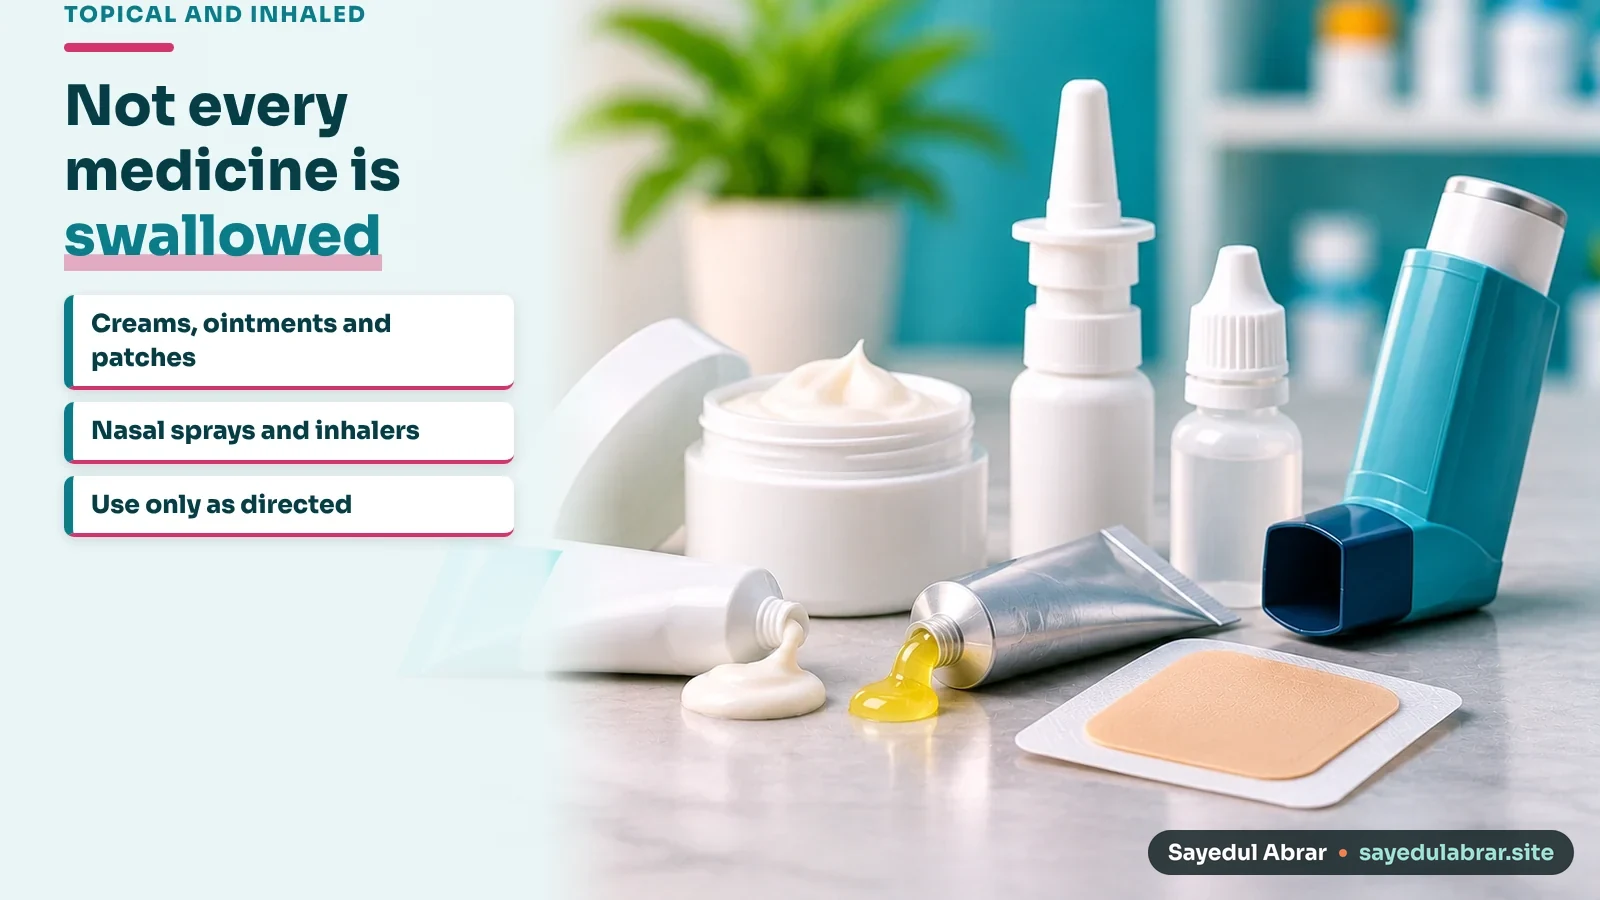 TOPICAL AND INHALED
Not every
medicine is
swallowed
Creams, ointments and
patches
Nasal sprays and inhalers
Use only as directed
Sayedul Abrar • sayedulabrar.site